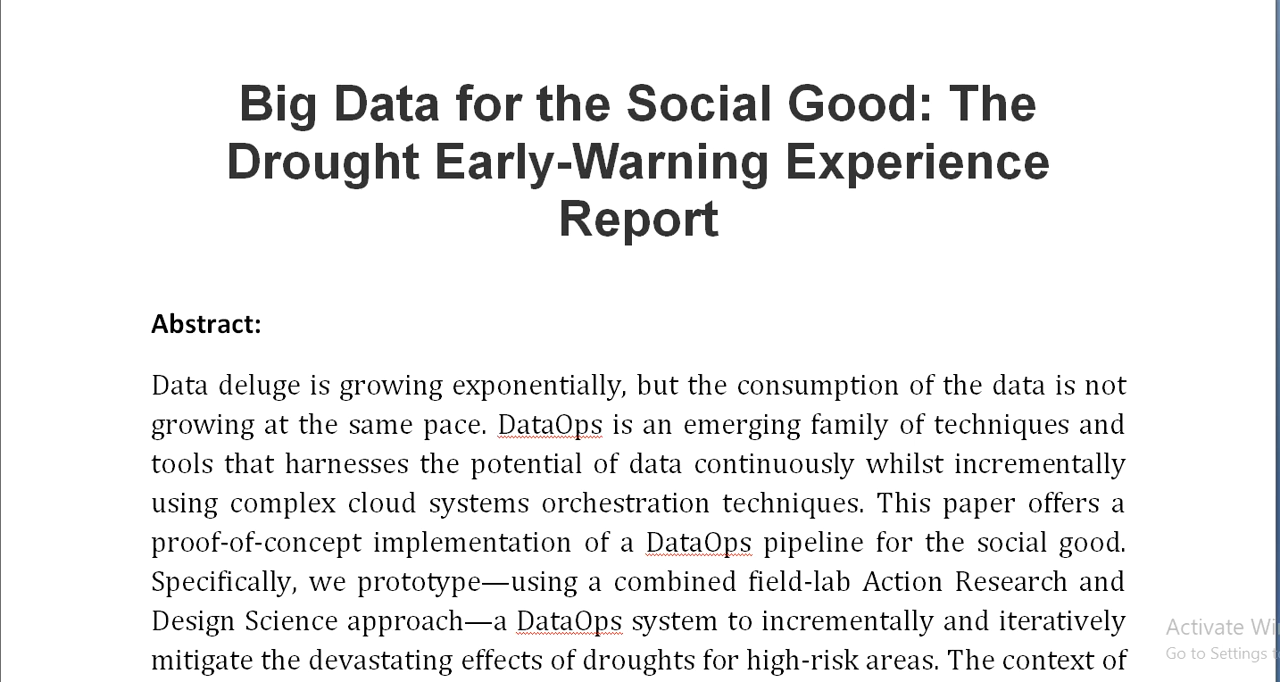 Big Data for the Social Good: The
Drought Early-Warning Experience
Report
Abstract:
Data deluge is growing exponentially, but the consumption of the data is not
growing at the same pace. DataOps is an emerging family of techniques and
tools that harnesses the potential of data continuously whilst incrementally
using complex cloud systems orchestration techniques. This paper offers a
proof-of-concept implementation of a DataOps pipeline for the social good.
Specifically, we prototype—using a combined field-lab Action Research and
Design Science approach—a DataOps system to incrementally and iteratively
mitigate the devastating effects of droughts for high-risk areas. The context of
Activate Wi
Go to Settings t